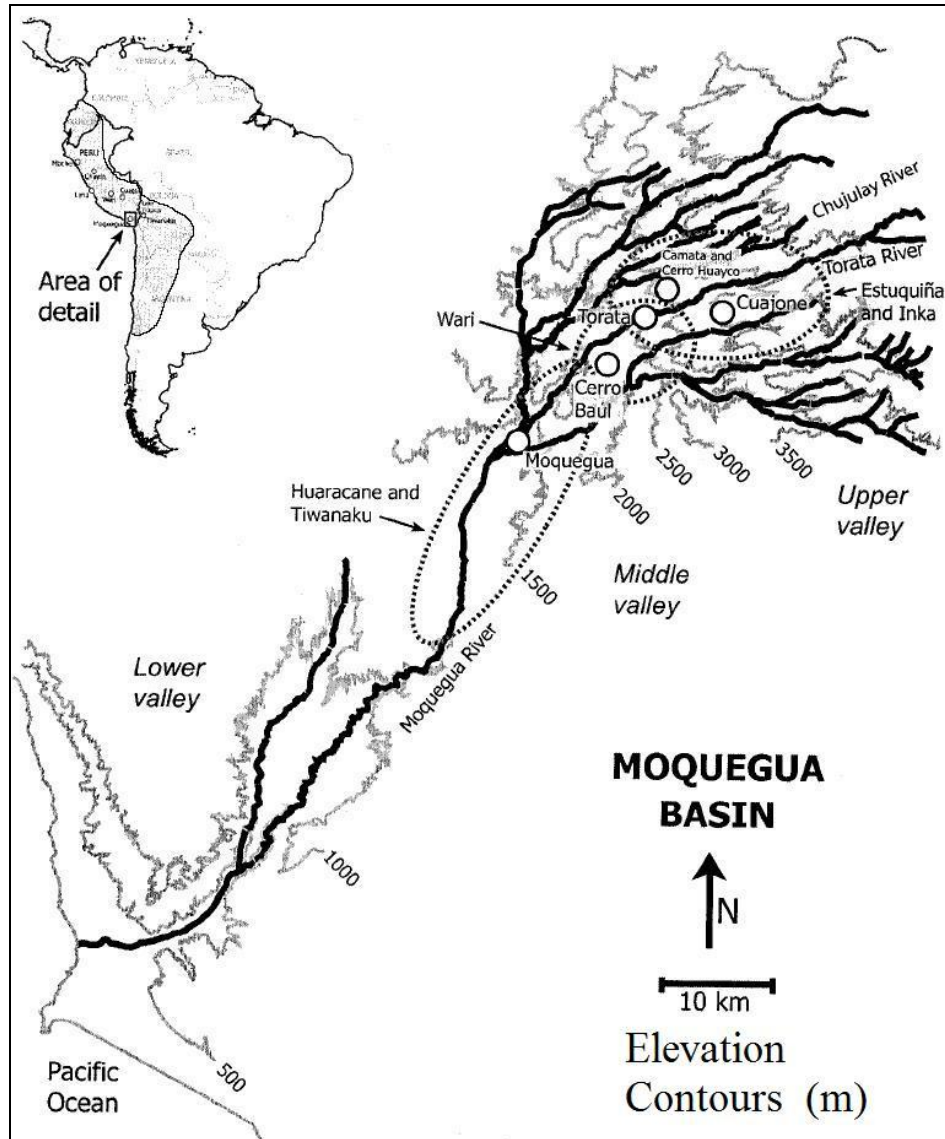 PERU
Area of
detail
Chujulay River
Camata and
Cerro Huayco
Torata River
Cuajone
Estuquiña
and Inka
Wari
Torata
Cerro
Baúl
Moquegua
Huaracane and
Tiwanaku
2000
2500
3000
3500
1500
Upper
valley
Middle
valley
Lower
valley
Moquegua River
MOQUEGUA
BASIN
N
10 km
1000
500
Elevation
Contours (m)
Pacific
Ocean